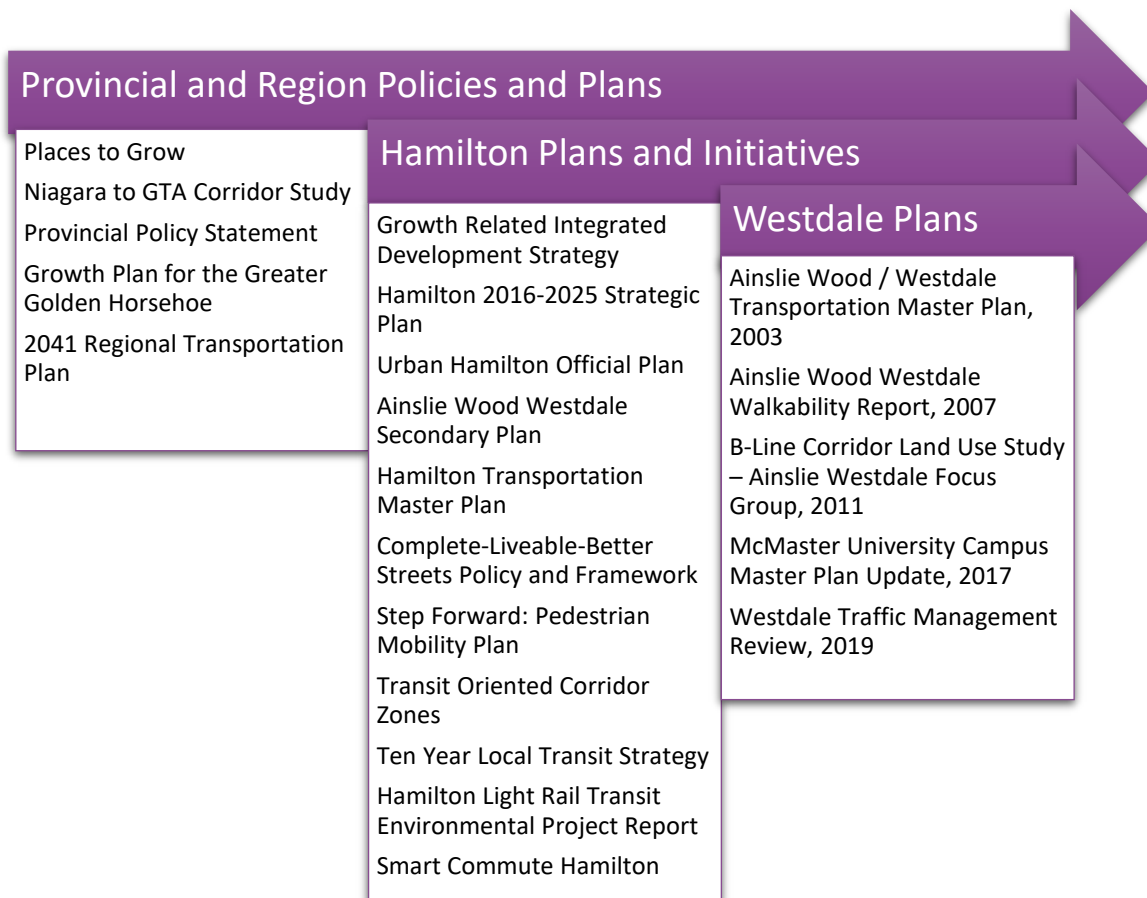 Provincial and Region Policies and Plans
Places to Grow
Niagara to GTA Corridor Study
Provincial Policy Statement
Growth Plan for the Greater
Golden Horsehoe
2041 Regional Transportation
Plan
Hamilton Plans and Initiatives
Growth Related Integrated
Development Strategy
Hamilton 2016-2025 Strategic
Plan
Urban Hamilton Official Plan
Ainslie Wood Westdale
Secondary Plan
Hamilton Transportation
Master Plan
Complete-Liveable-Better
Streets Policy and Framework
Step Forward: Pedestrian
Mobility Plan
Transit Oriented Corridor
Zones
Ten Year Local Transit Strategy
Hamilton Light Rail Transit
Environmental Project Report
Smart Commute Hamilton
Westdale Plans
Ainslie Wood / Westdale
Transportation Master Plan,
2003
Ainslie Wood Westdale
Walkability Report, 2007
B-Line Corridor Land Use Study
– Ainslie Westdale Focus
Group, 2011
McMaster University Campus
Master Plan Update, 2017
Westdale Traffic Management
Review, 2019